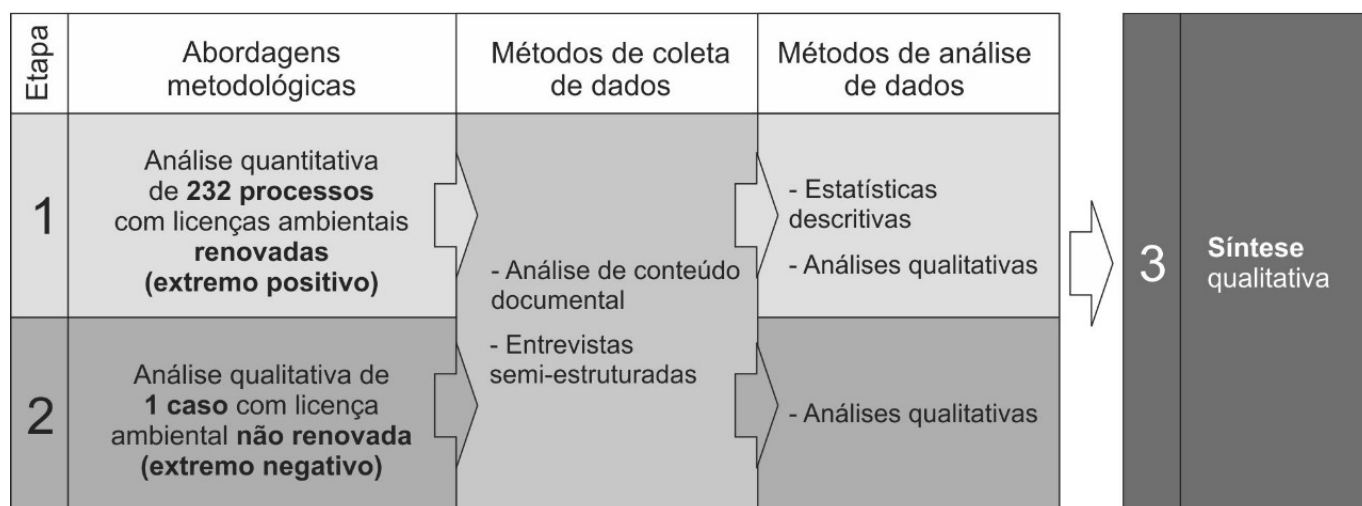 Etapa
Abordagens
metodológicas
Métodos de coleta
de dados
Métodos de análise
de dados
1
Análise quantitativa
de 232 processos
com licenças ambientais
renovadas
(extremo positivo)
2
Análise qualitativa de
1 caso com licença
ambiental não renovada
(extremo negativo)
- Análise de conteúdo
documental
- Entrevistas
semi-estruturadas
- Estatísticas
descritivas
- Análises qualitativas
- Análises qualitativas
3
Síntese
qualitativa